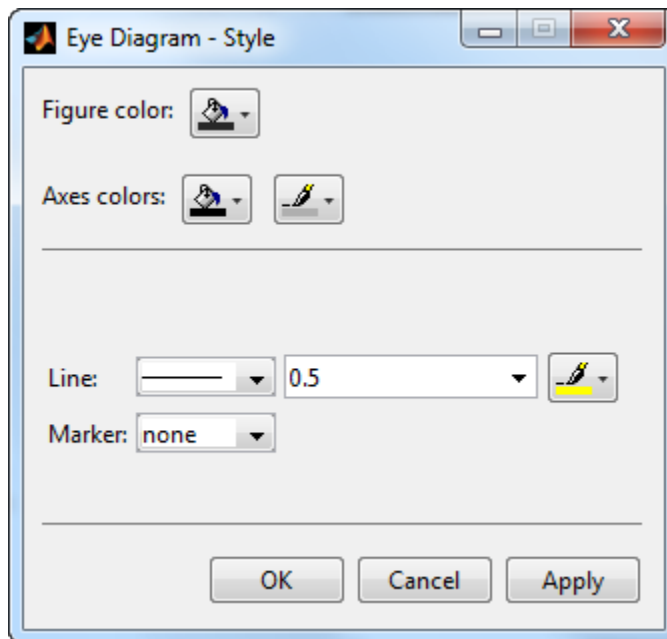 Eye Diagram - Style
Figure color:
Axes colors:
Line: 0.5
Marker: none
OK Cancel Apply